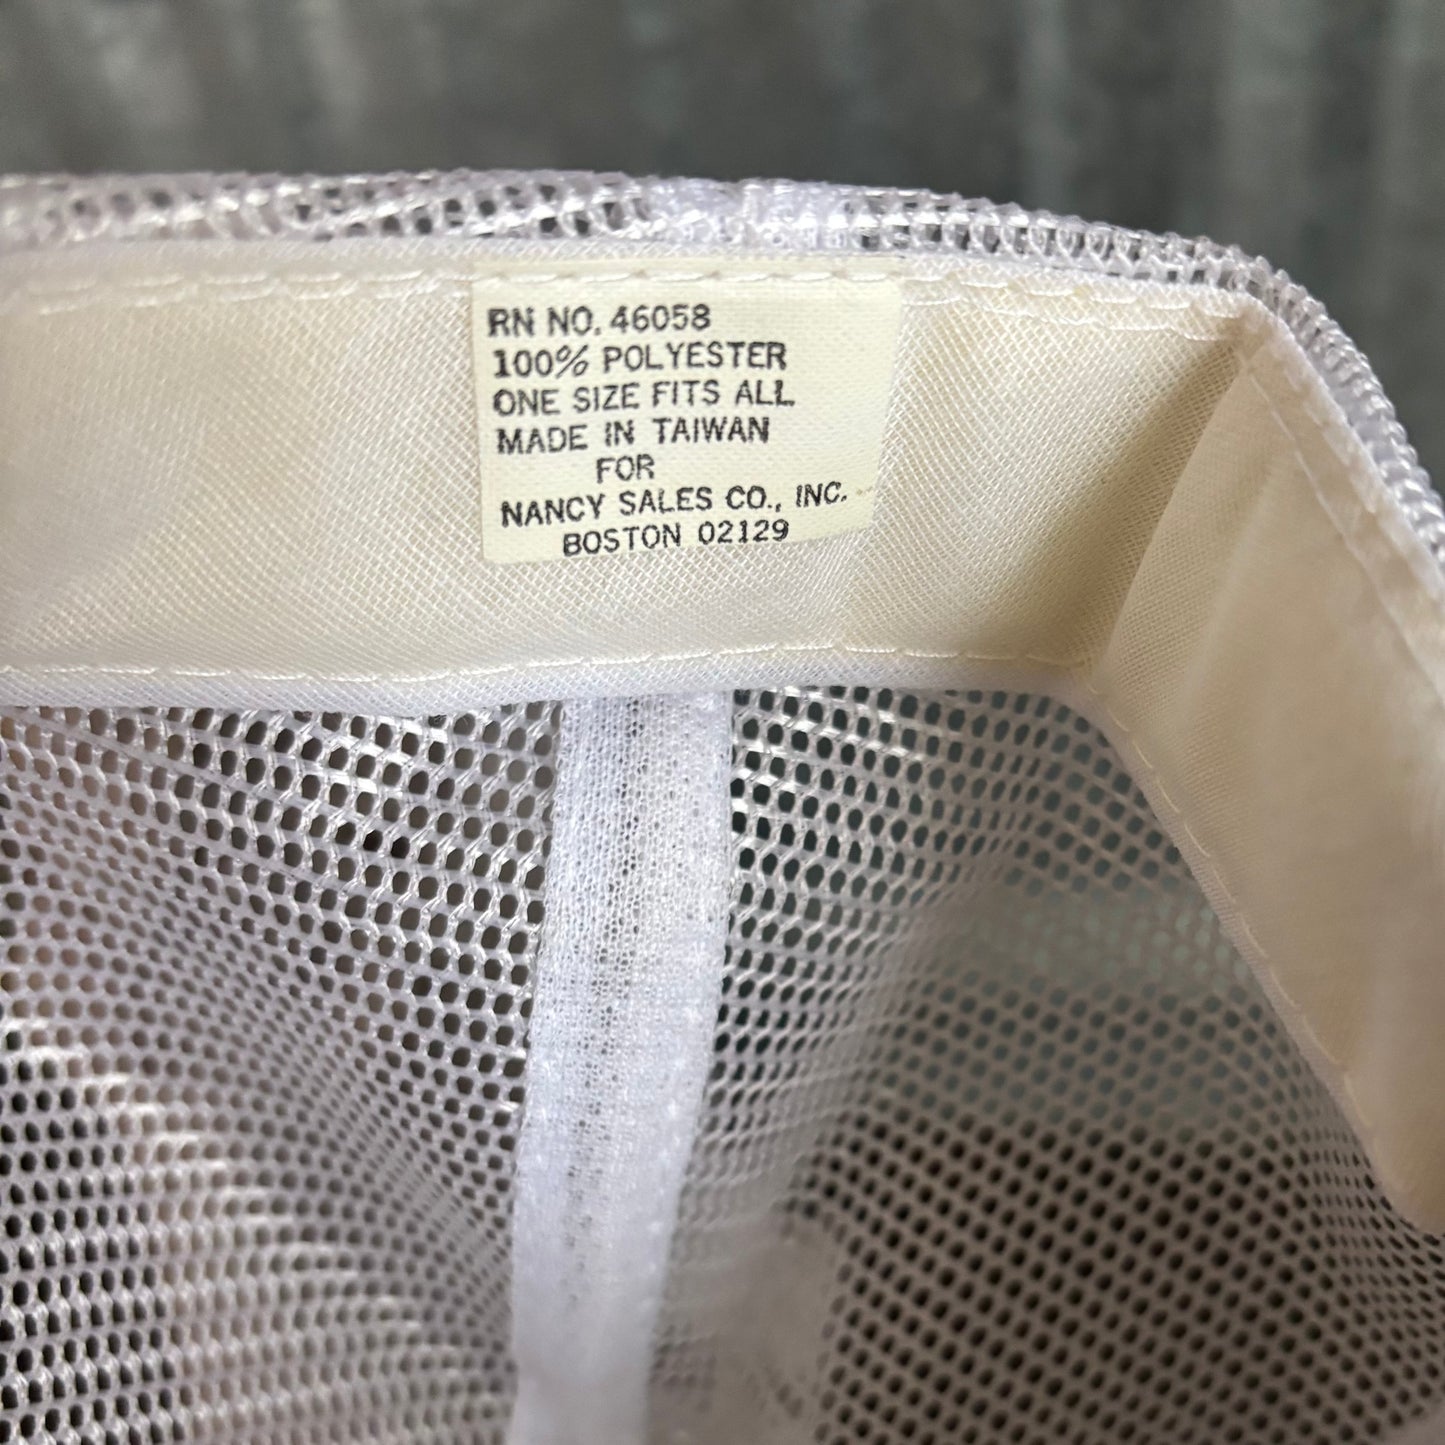 RN NO. 46058
100% POLYESTER
ONE SIZE FITS ALL
MADE IN TAIWAN
FOR
NANCY SALES CO., INC.
BOSTON 02129